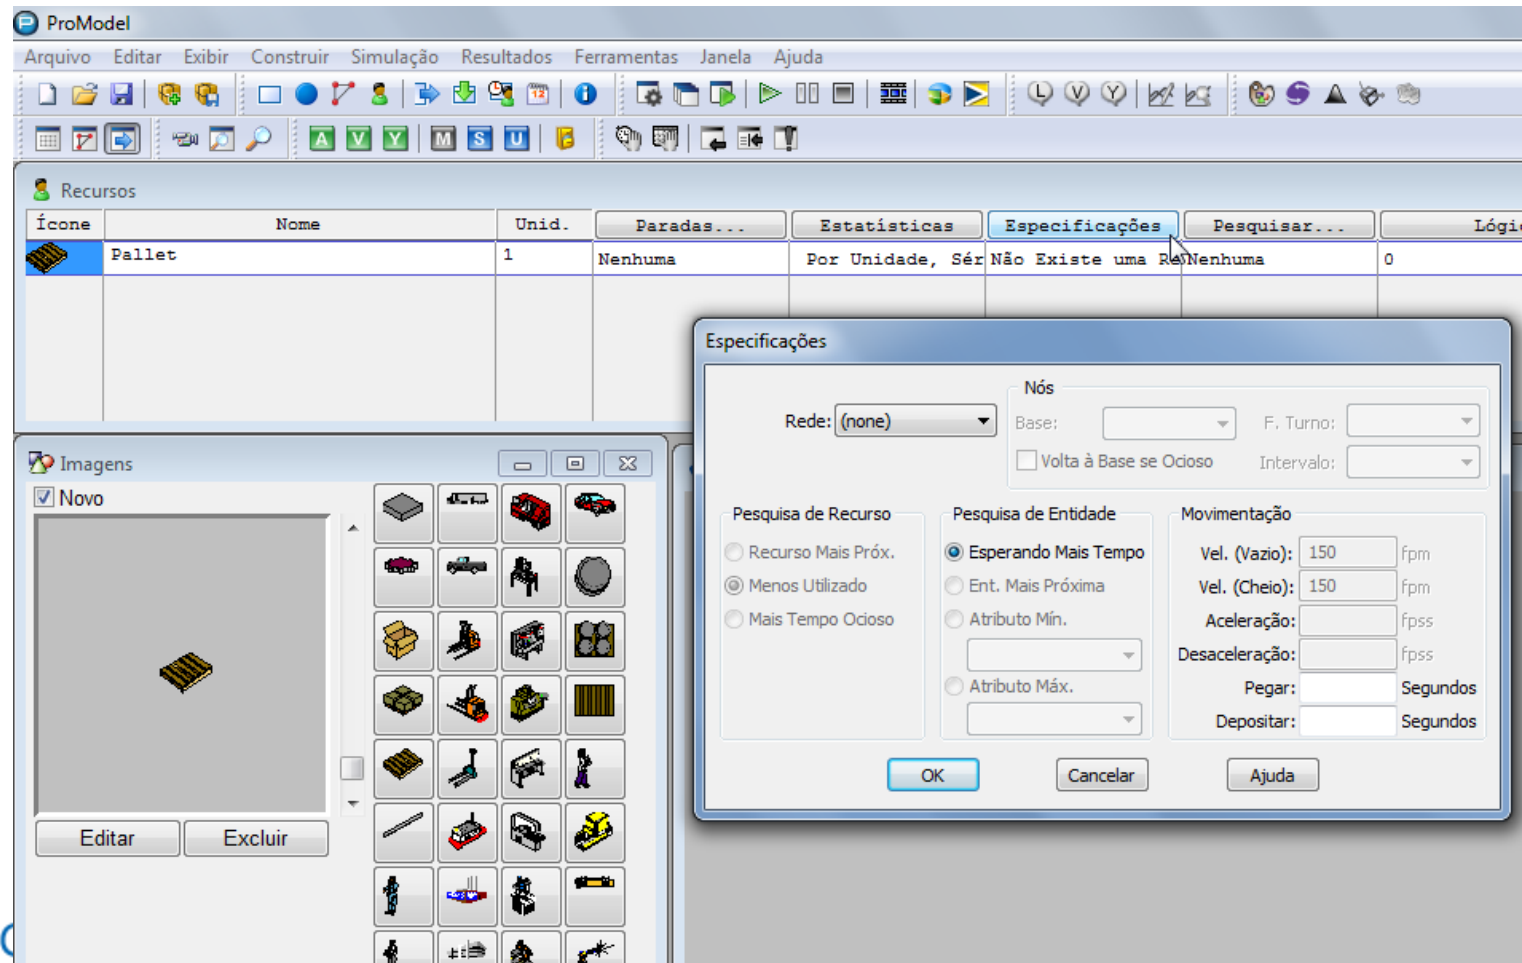 ProModel
Arquivo Editar Exibir Construir Simulação Resultados Ferramentas Janela Ajuda
12
L V Y
A V Y M S U
Recursos
Ícone Nome Unid. Paradas... Estatísticas Especificações Pesquisar...
Pallet 1 Nenhuma Por Unidade, Sér Não Existe uma Nenhuma 0
Especificações
Nós
Rede: (none) Base: F. Turno:
Volta à Base se Ocioso Intervalo:
Imagens
Novo
Pesquisa de Recurso Pesquisa de Entidade Movimentação
Recurso Mais Próx. Esperando Mais Tempo Vel. (Vazio): 150 fpm
Menos Utilizado Ent. Mais Próxima Vel. (Cheio): 150 fpm
Mais Tempo Ocioso Atributo Mín. Aceleração: fpss
Desaceleração: fpss
Atributo Máx. Pegar: Segundos
Depositar: Segundos
OK Cancelar Ajuda
Editar Excluir